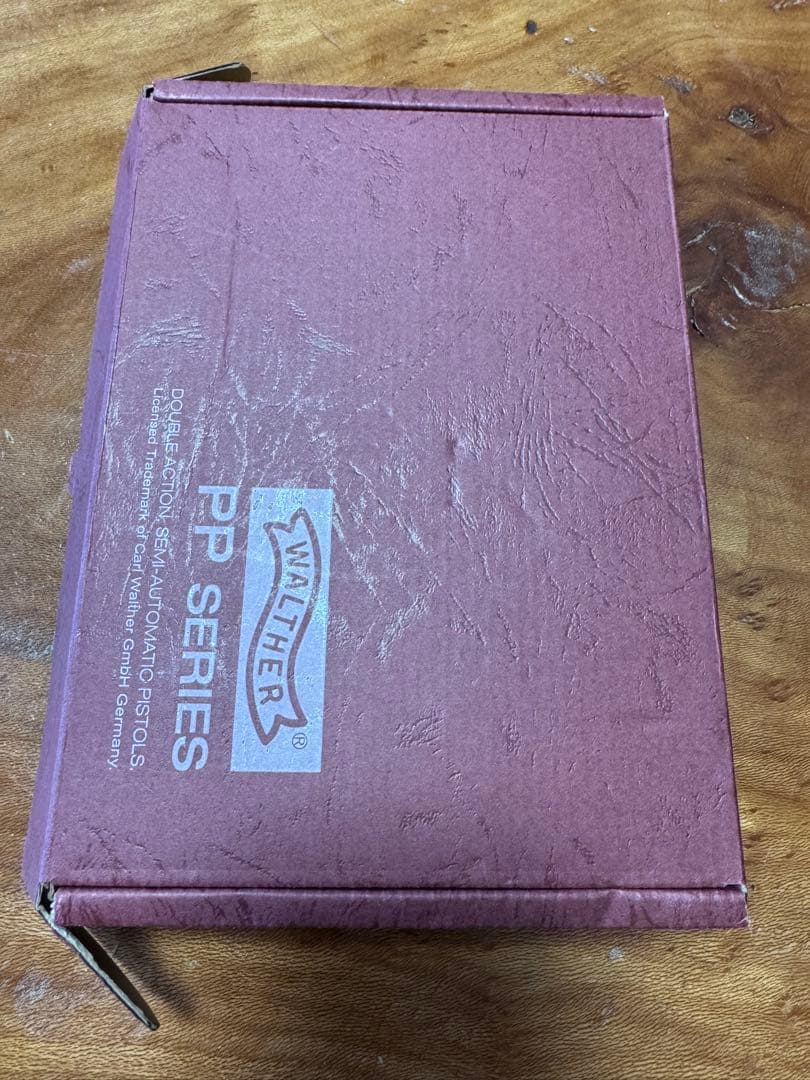 WALTHER®
PP SERIES
DOUBLE ACTION, SEMI-AUTOMATIC PISTOLS.
Licensed Trademark of Carl Walther GmbH Germany.